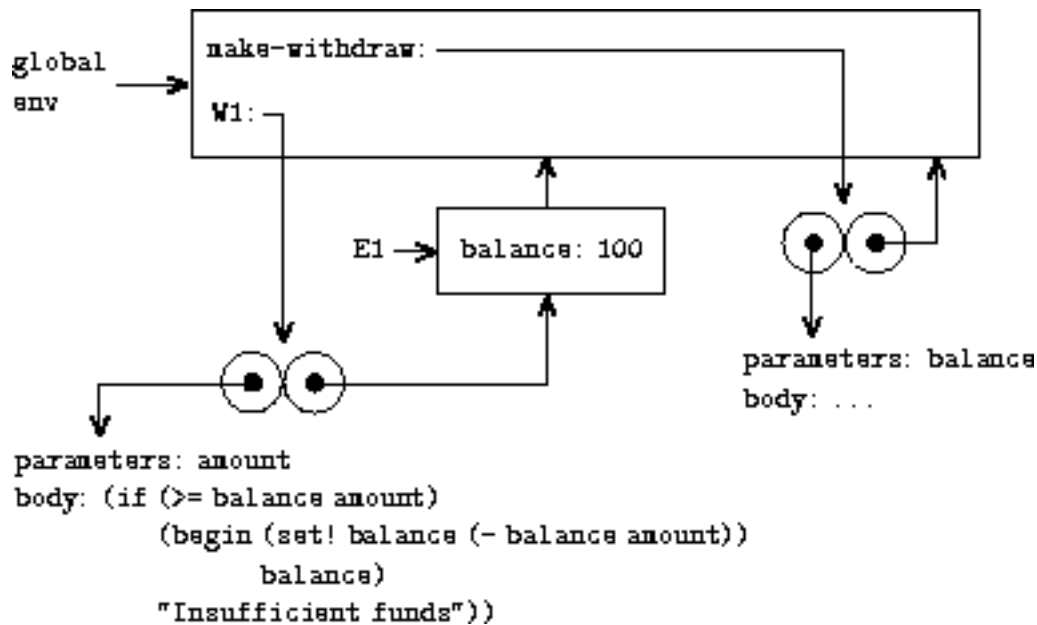 global
env
make-withdraw:
W1:
E1
balance: 100
parameters: balance
body: ...
parameters: amount
body: (if (>= balance amount)
(begin (set! balance (- balance amount))
balance)
"Insufficient funds"))